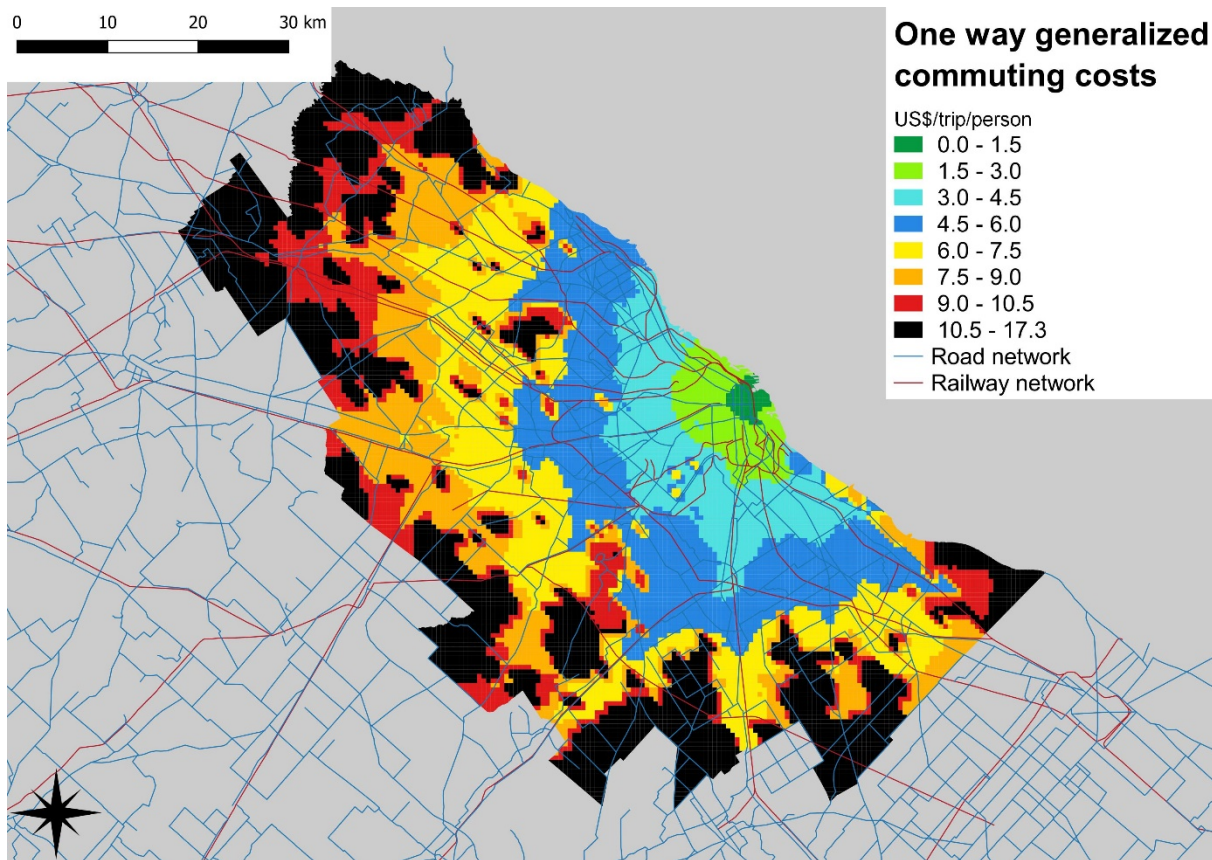 0 10 20 30 km
One way generalized
commuting costs
US$/trip/person
0.0 - 1.5
1.5 - 3.0
3.0 - 4.5
4.5 - 6.0
6.0 - 7.5
7.5 - 9.0
9.0 - 10.5
10.5 - 17.3
Road network
Railway network